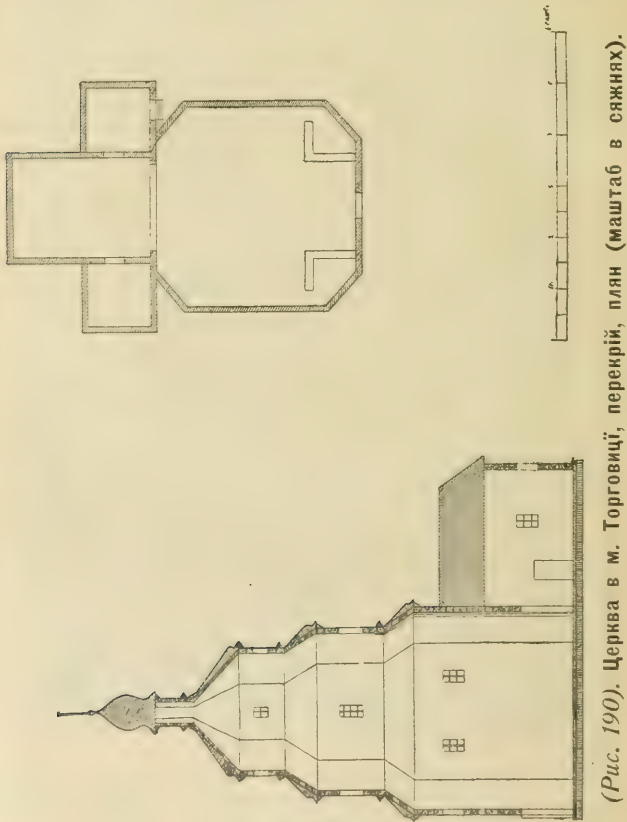 (Рис. 190). Церква в м. Торговиці, перекрій, плян (маштаб в сяжнях).